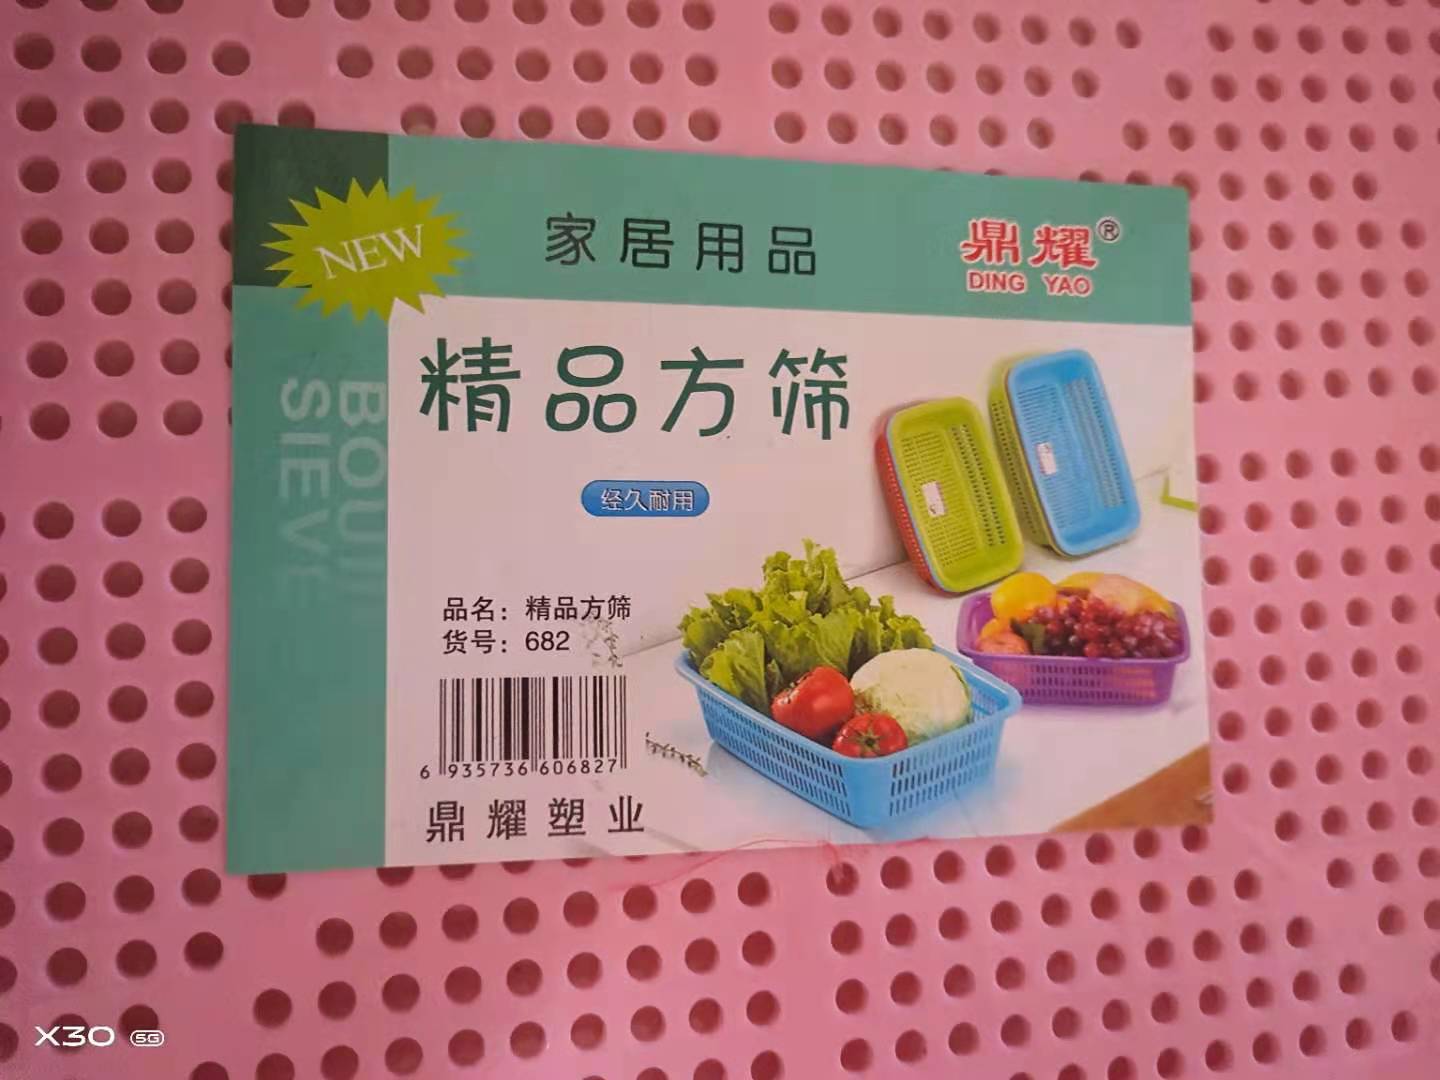 NEW
家居用品
鼎耀®
DING YAO
精品方筛
BOUII
SIEVE
经久耐用
品名：精品方筛
货号：682
6 935736 606827
鼎耀塑业
X30 5G